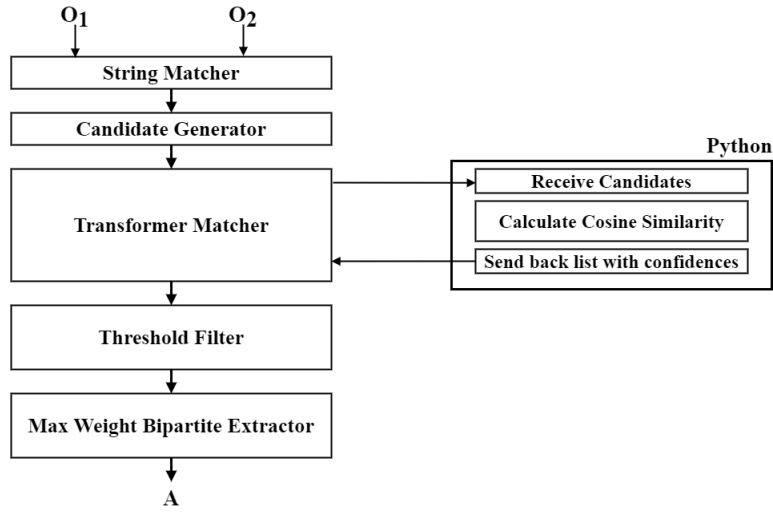 O1 O2
String Matcher
Candidate Generator
Python
Transformer Matcher
Receive Candidates
Calculate Cosine Similarity
Send back list with confidences
Threshold Filter
Max Weight Bipartite Extractor
A